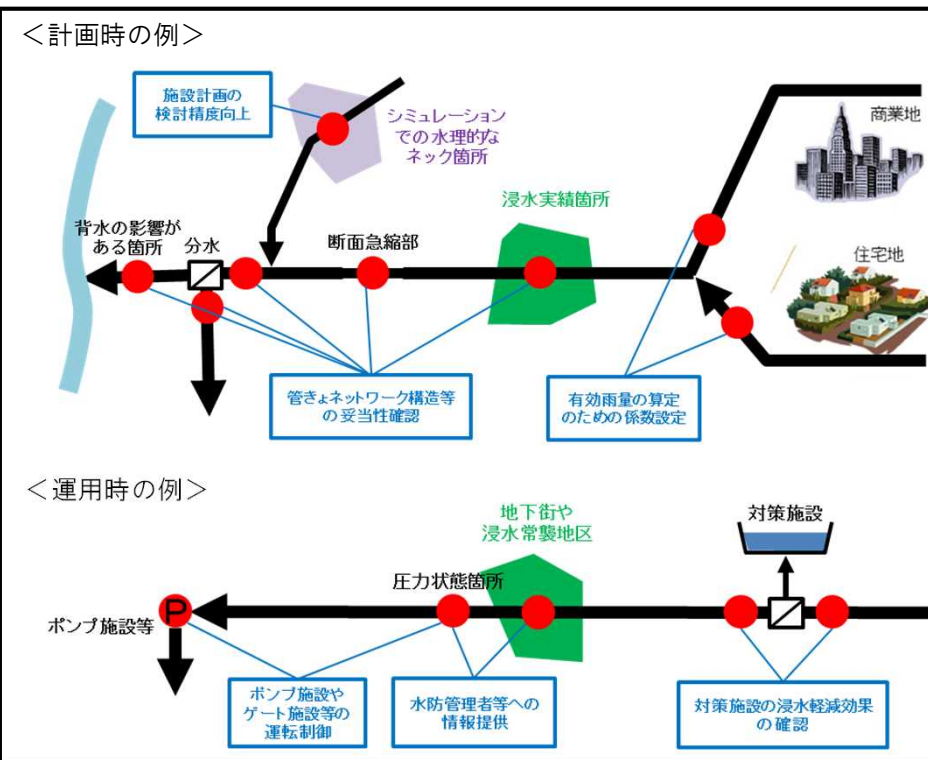 ＜計画時の例＞
施設計画の
検討精度向上
シミュレーション
での水理的な
ネック箇所
商業地
浸水実績箇所
背水の影響が
ある箇所
分水
断面急縮部
住宅地
管きょネットワーク構造等
の妥当性確認
有効雨量の算定
のための係数設定
＜運用時の例＞
地下街や
浸水常襲地区
対策施設
圧力状態箇所
P
ポンプ施設等
ポンプ施設や
ゲート施設等の
運転制御
水防管理者等への
情報提供
対策施設の浸水軽減効果
の確認